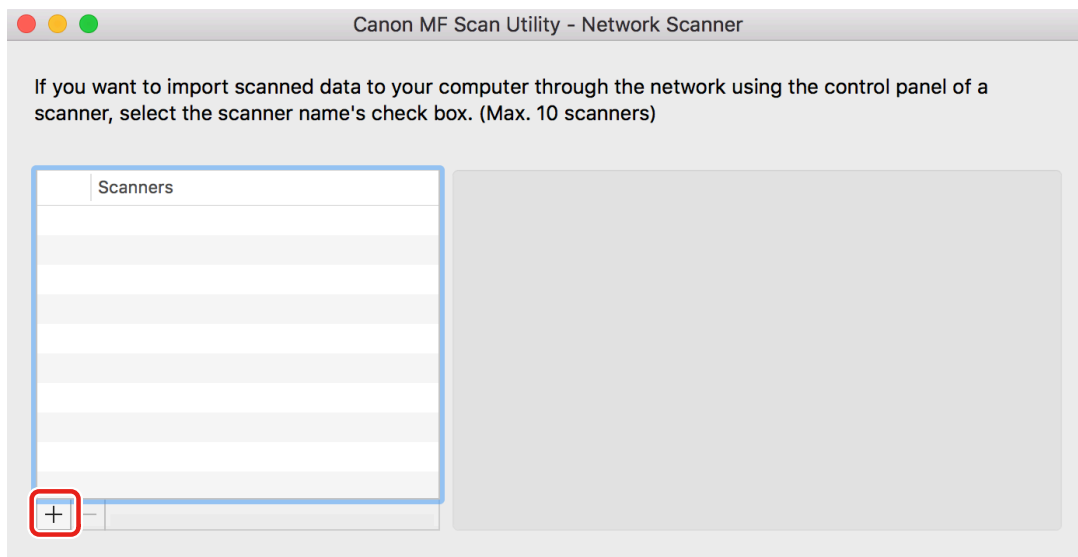 Canon MF Scan Utility - Network Scanner
If you want to import scanned data to your computer through the network using the control panel of a
scanner, select the scanner name's check box. (Max. 10 scanners)
Scanners